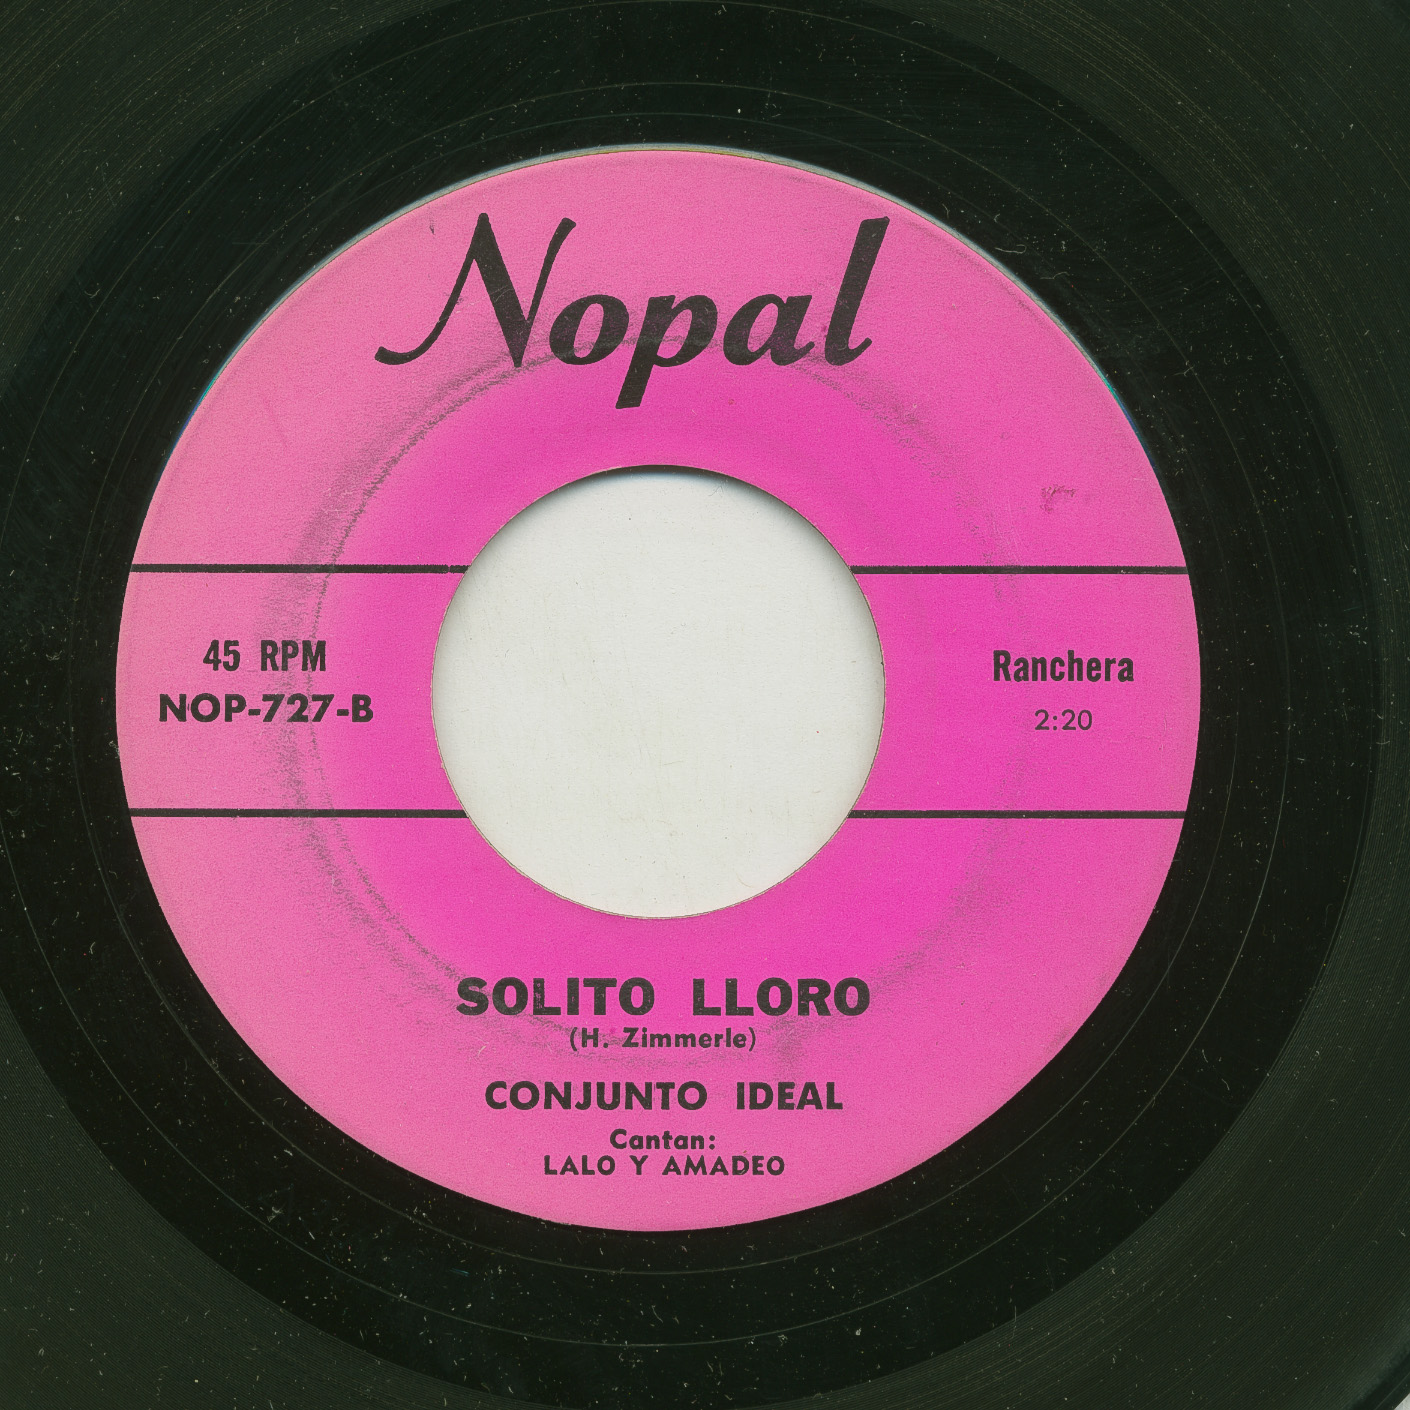 Nopal
45 RPM
NOP-727-B
Ranchera
2:20
SOLITO LLORO
(H. Zimmerle)
CONJUNTO IDEAL
Cantan:
LALO Y AMADEO